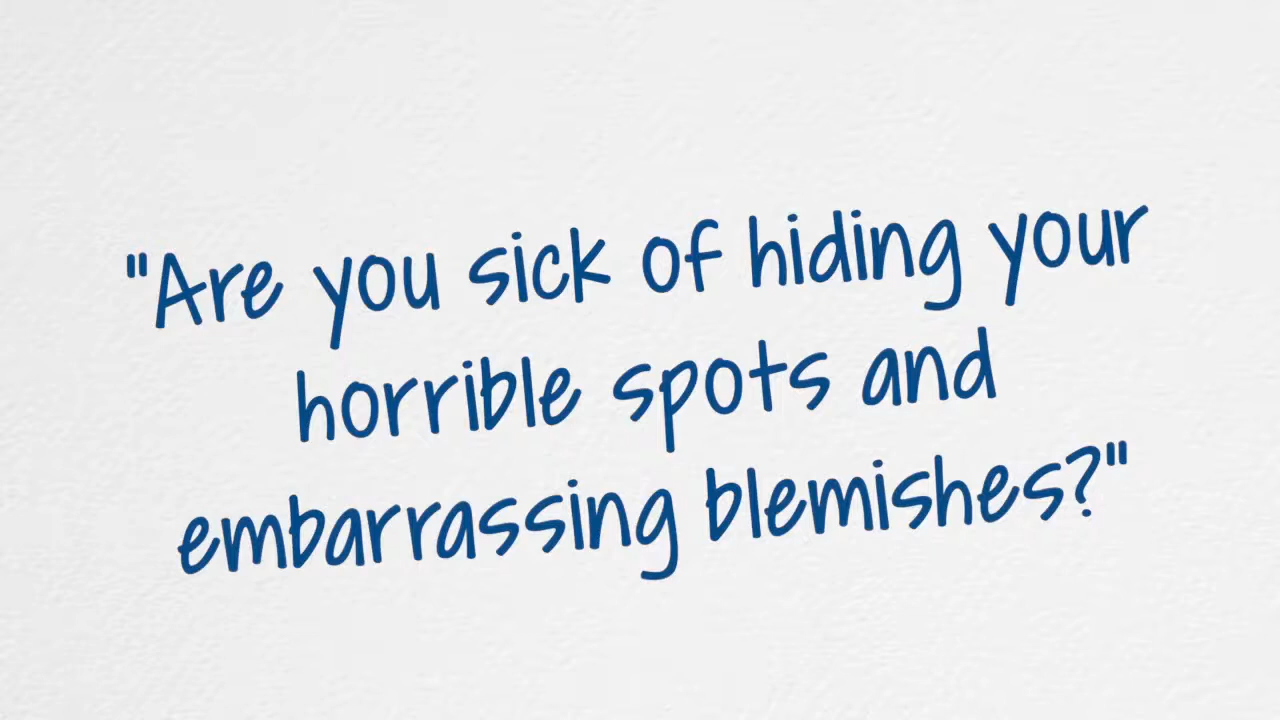 "Are you sick of hiding your
horrible spots and
embarrassing blemishes?"